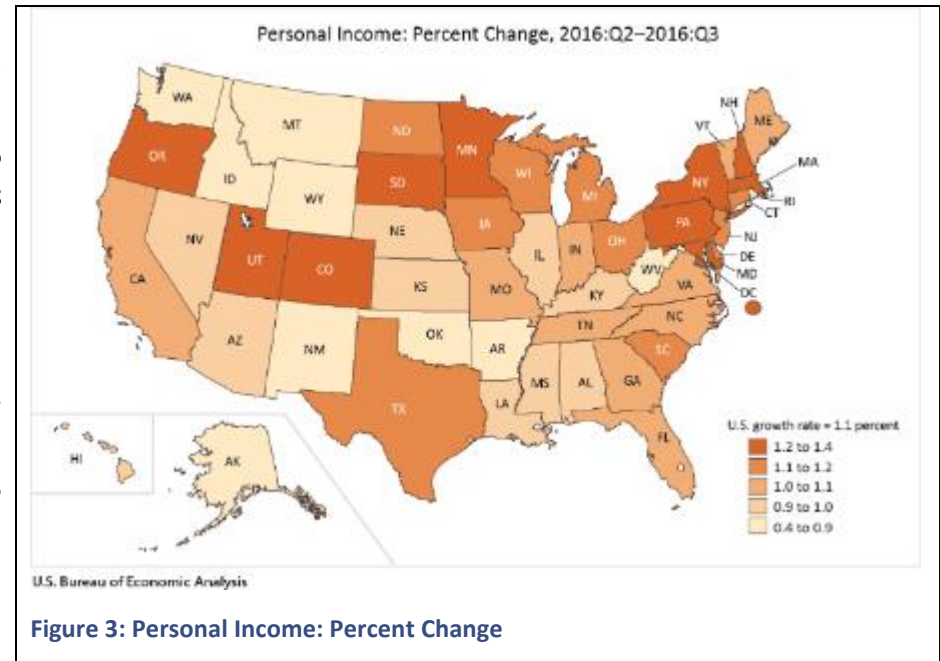 Personal Income: Percent Change, 2016:Q2–2016:Q3
WA
MT
ND
MN
OR
ID
WY
SD
WI
MI
NY
VT
NH
ME
MA
RI
CT
NJ
DE
MD
DC
PA
NV
UT
CO
NE
IA
IL
IN
OH
WV
VA
CA
KS
MO
KY
AZ
NM
OK
AR
TN
NC
SC
TX
LA
MS
AL
GA
FL
HI
AK
U.S. growth rate = 1.1 percent
1.2 to 1.4
1.1 to 1.2
1.0 to 1.1
0.9 to 1.0
0.4 to 0.9
U.S. Bureau of Economic Analysis
Figure 3: Personal Income: Percent Change